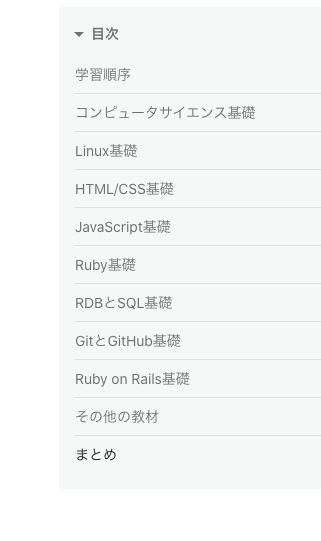 目次
学習順序
コンピュータサイエンス基礎
Linux基礎
HTML/CSS基礎
JavaScript基礎
Ruby基礎
RDBとSQL基礎
GitとGitHub基礎
Ruby on Rails基礎
その他の教材
まとめ